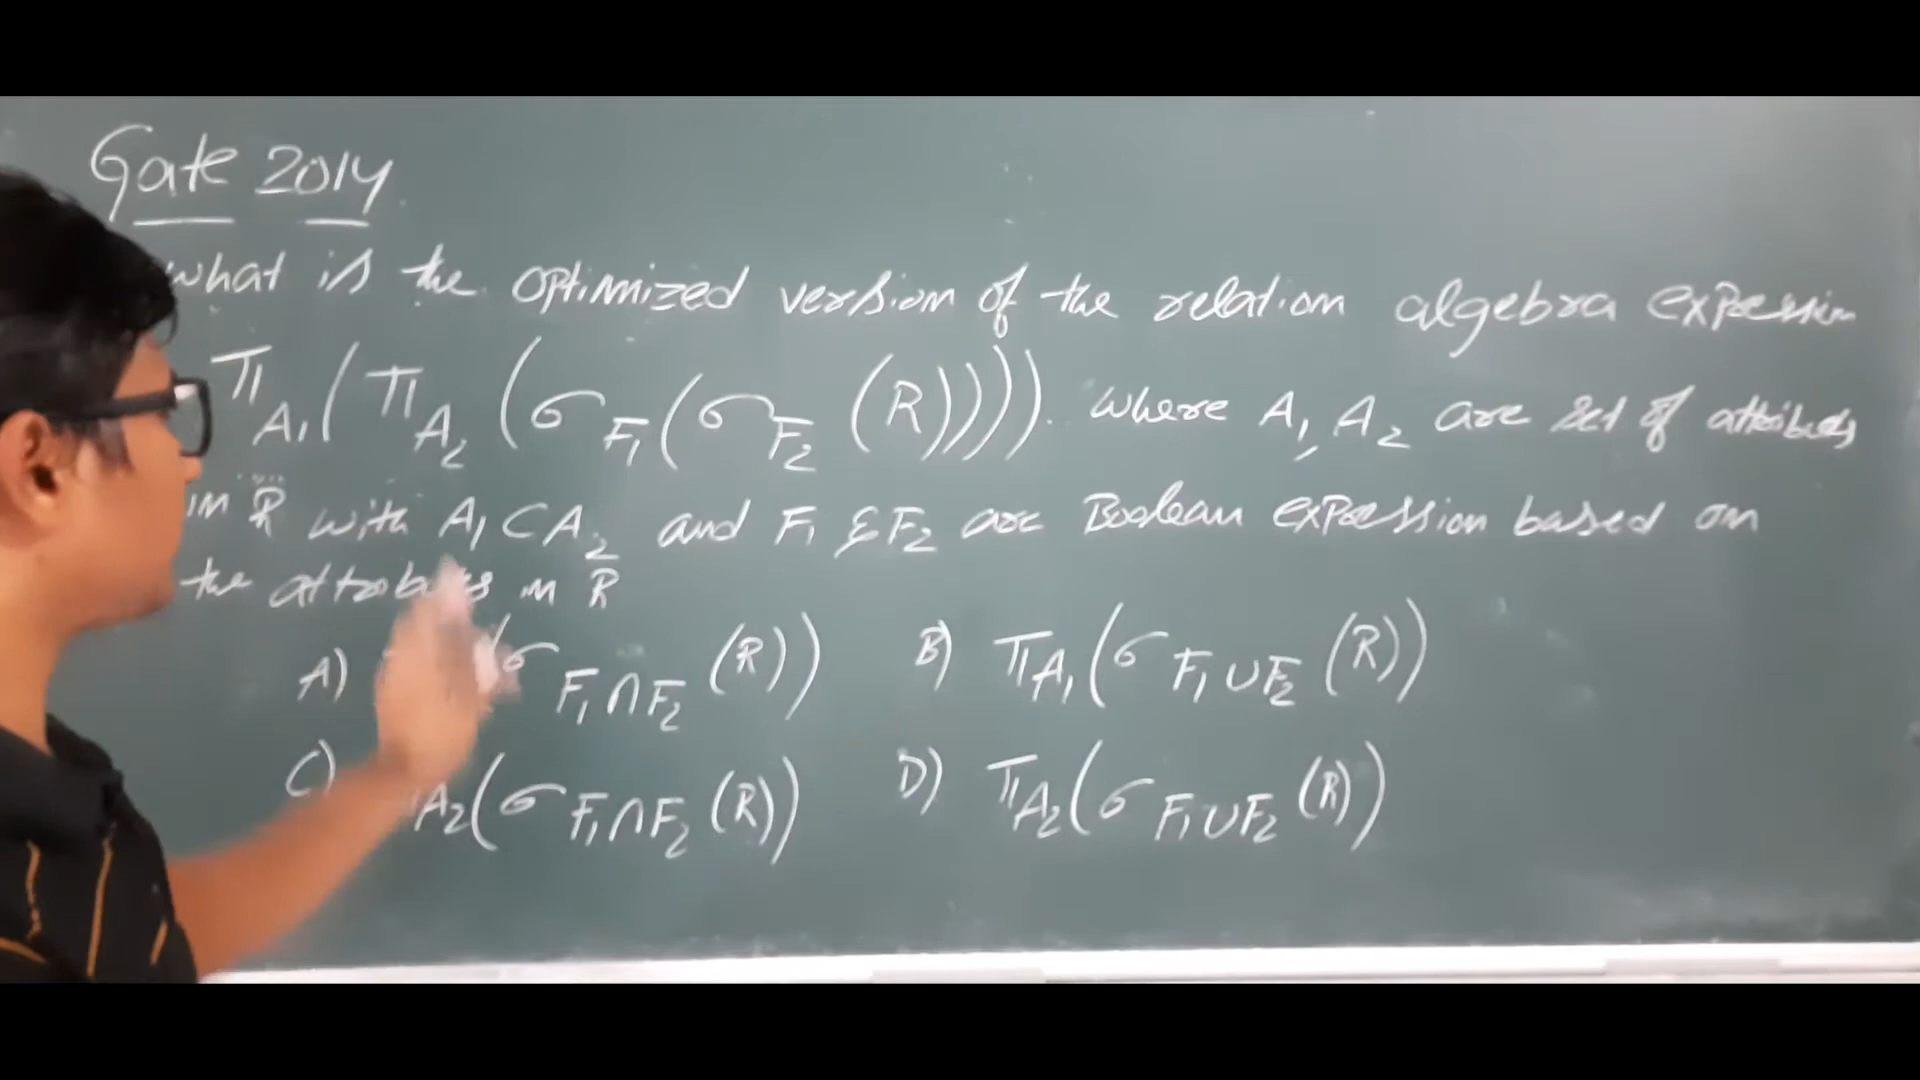 Gate 2014
What is the optimized version of the relation algebra expression
π A1 ( π A2 ( σ F1 ( σ F2 (R)))). where A1, A2 are set of attributes
in R with A1 ⊂ A2 and F1 & F2 are Boolean expression based on
the attributes in R
A) (σ F1 ∩ F2 (R)) B) π A1 (σ F1 ∪ F2 (R))
C) A2 (σ F1 ∩ F2 (R)) D) π A2 (σ F1 ∪ F2 (R))